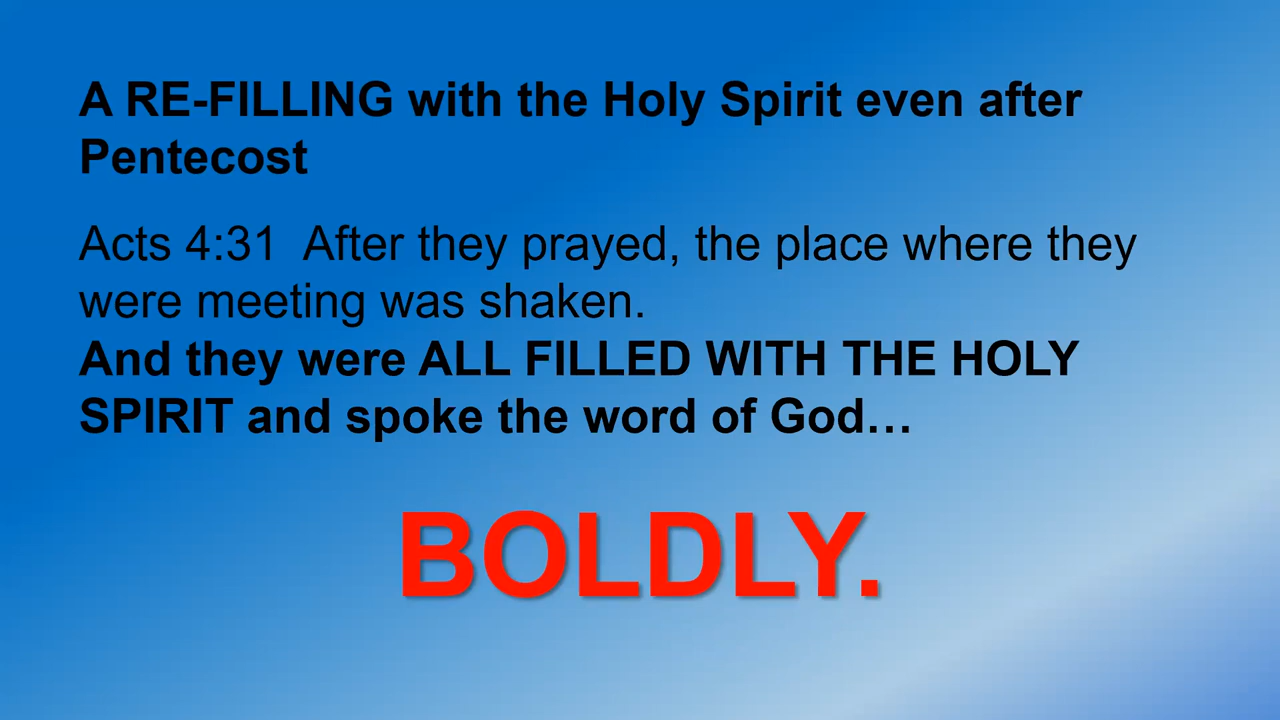 A RE-FILLING with the Holy Spirit even after
Pentecost
Acts 4:31  After they prayed, the place where they
were meeting was shaken.
And they were ALL FILLED WITH THE HOLY
SPIRIT and spoke the word of God…
BOLDLY.